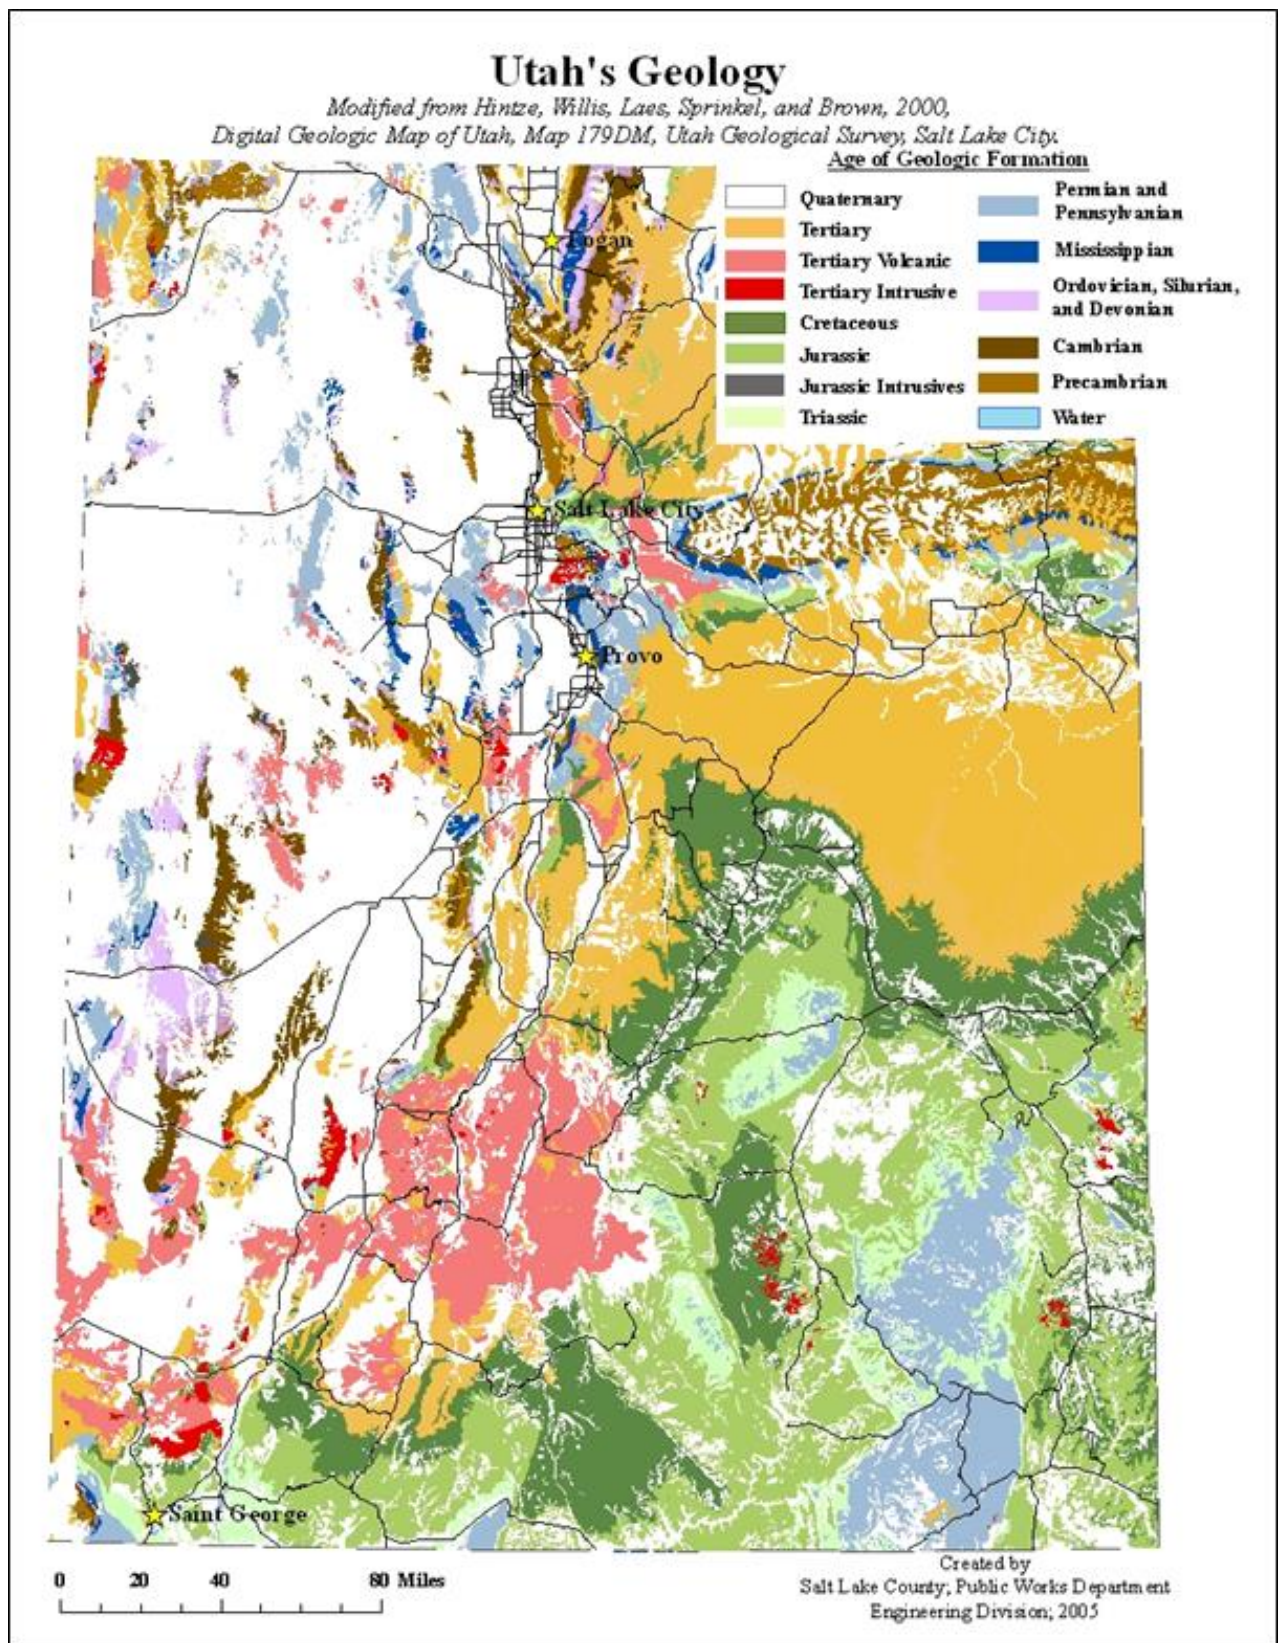 Utah's Geology
Modified from Hintze, Willis, Laes, Sprinkel, and Brown, 2000,
Digital Geologic Map of Utah, Map 179DM, Utah Geological Survey, Salt Lake City.
Age of Geologic Formation
Quaternary
Tertiary
Tertiary Volcanic
Tertiary Intrusive
Cretaceous
Jurassic
Jurassic Intrusives
Triassic
Permian and
Pennsylvanian
Mississippian
Ordovician, Silurian,
and Devonian
Cambrian
Precambrian
Water
Logan
Salt Lake City
Provo
Saint George
0 20 40 80 Miles
Created by
Salt Lake County; Public Works Department
Engineering Division; 2005